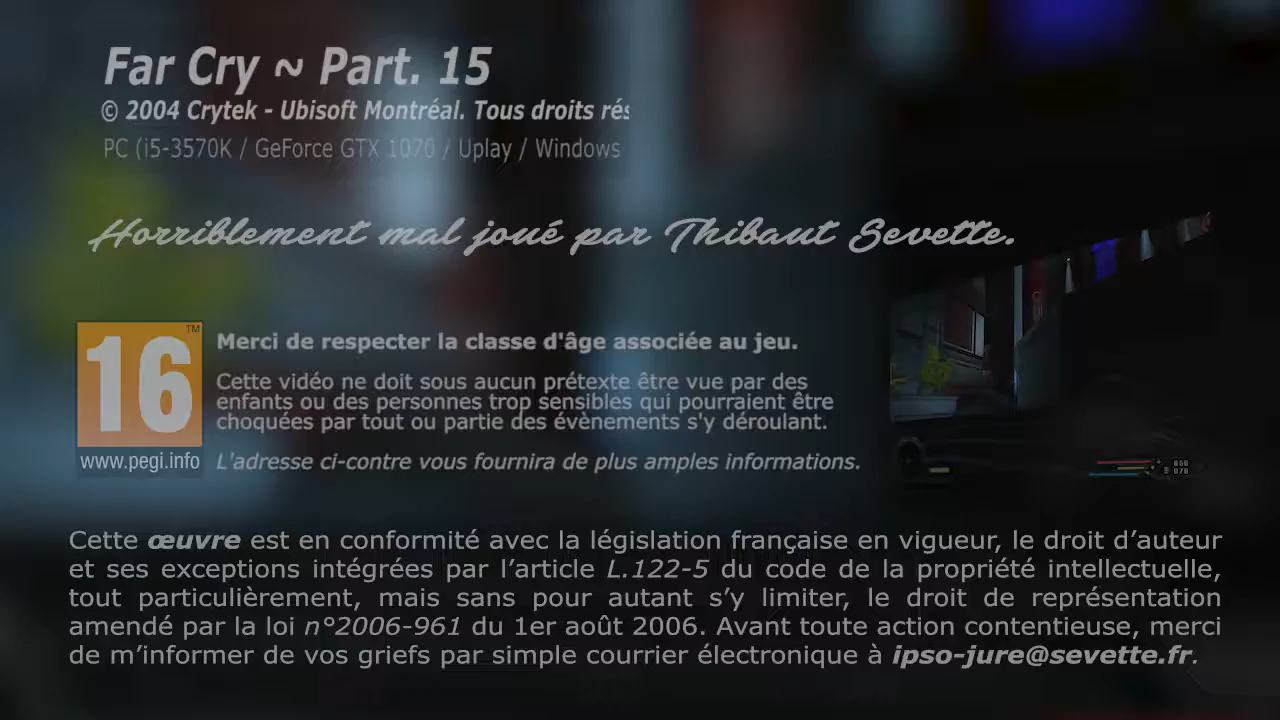 Far Cry ~ Part. 15
© 2004 Crytek - Ubisoft Montréal. Tous droits rés
PC (i5-3570K / GeForce GTX 1070 / Uplay / Windows
Horriblement mal joué par Thibaut Sevette.
16 TM
Merci de respecter la classe d'âge associée au jeu.
Cette vidéo ne doit sous aucun prétexte être vue par des
enfants ou des personnes trop sensibles qui pourraient être
choquées par tout ou partie des évènements s'y déroulant.
www.pegi.info
L'adresse ci-contre vous fournira de plus amples informations.
Cette œuvre est en conformité avec la législation française en vigueur, le droit d’auteur
et ses exceptions intégrées par l’article L.122-5 du code de la propriété intellectuelle,
tout particulièrement, mais sans pour autant s’y limiter, le droit de représentation
amendé par la loi n°2006-961 du 1er août 2006. Avant toute action contentieuse, merci
de m’informer de vos griefs par simple courrier électronique à ipso-jure@sevette.fr.